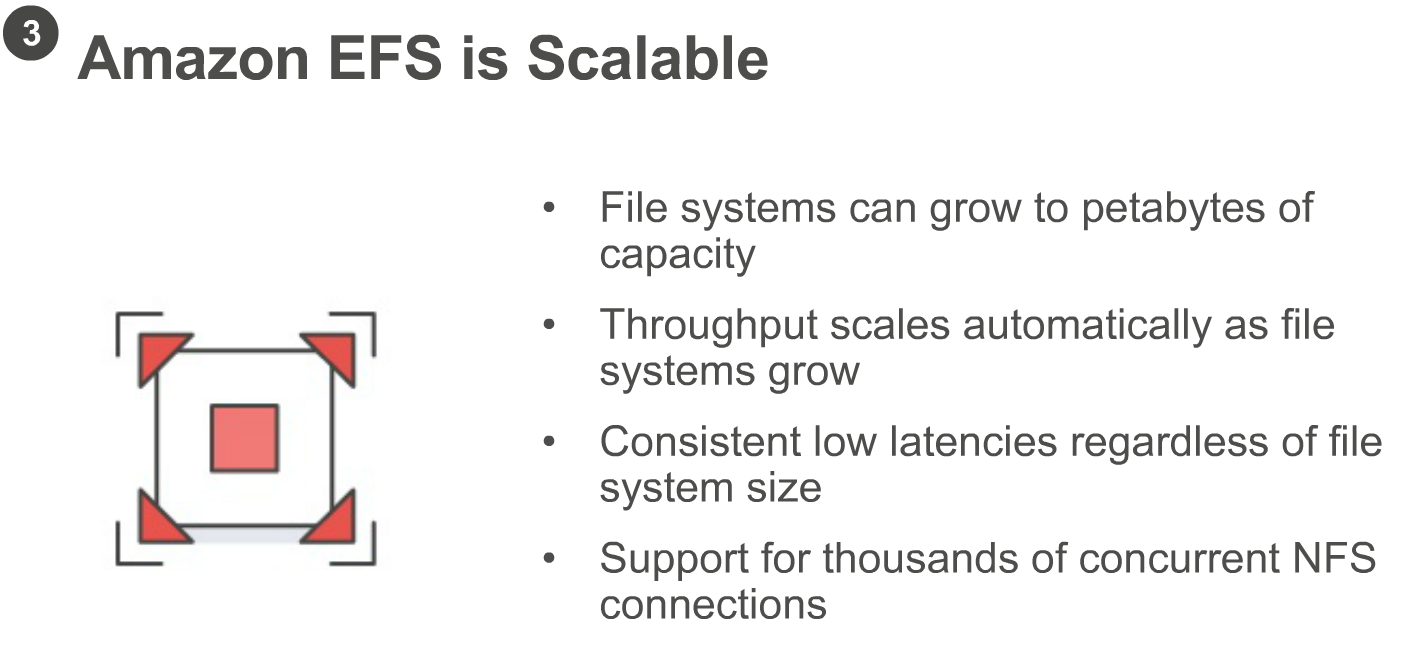 3
Amazon EFS is Scalable
• File systems can grow to petabytes of
capacity
• Throughput scales automatically as file
systems grow
• Consistent low latencies regardless of file
system size
• Support for thousands of concurrent NFS
connections